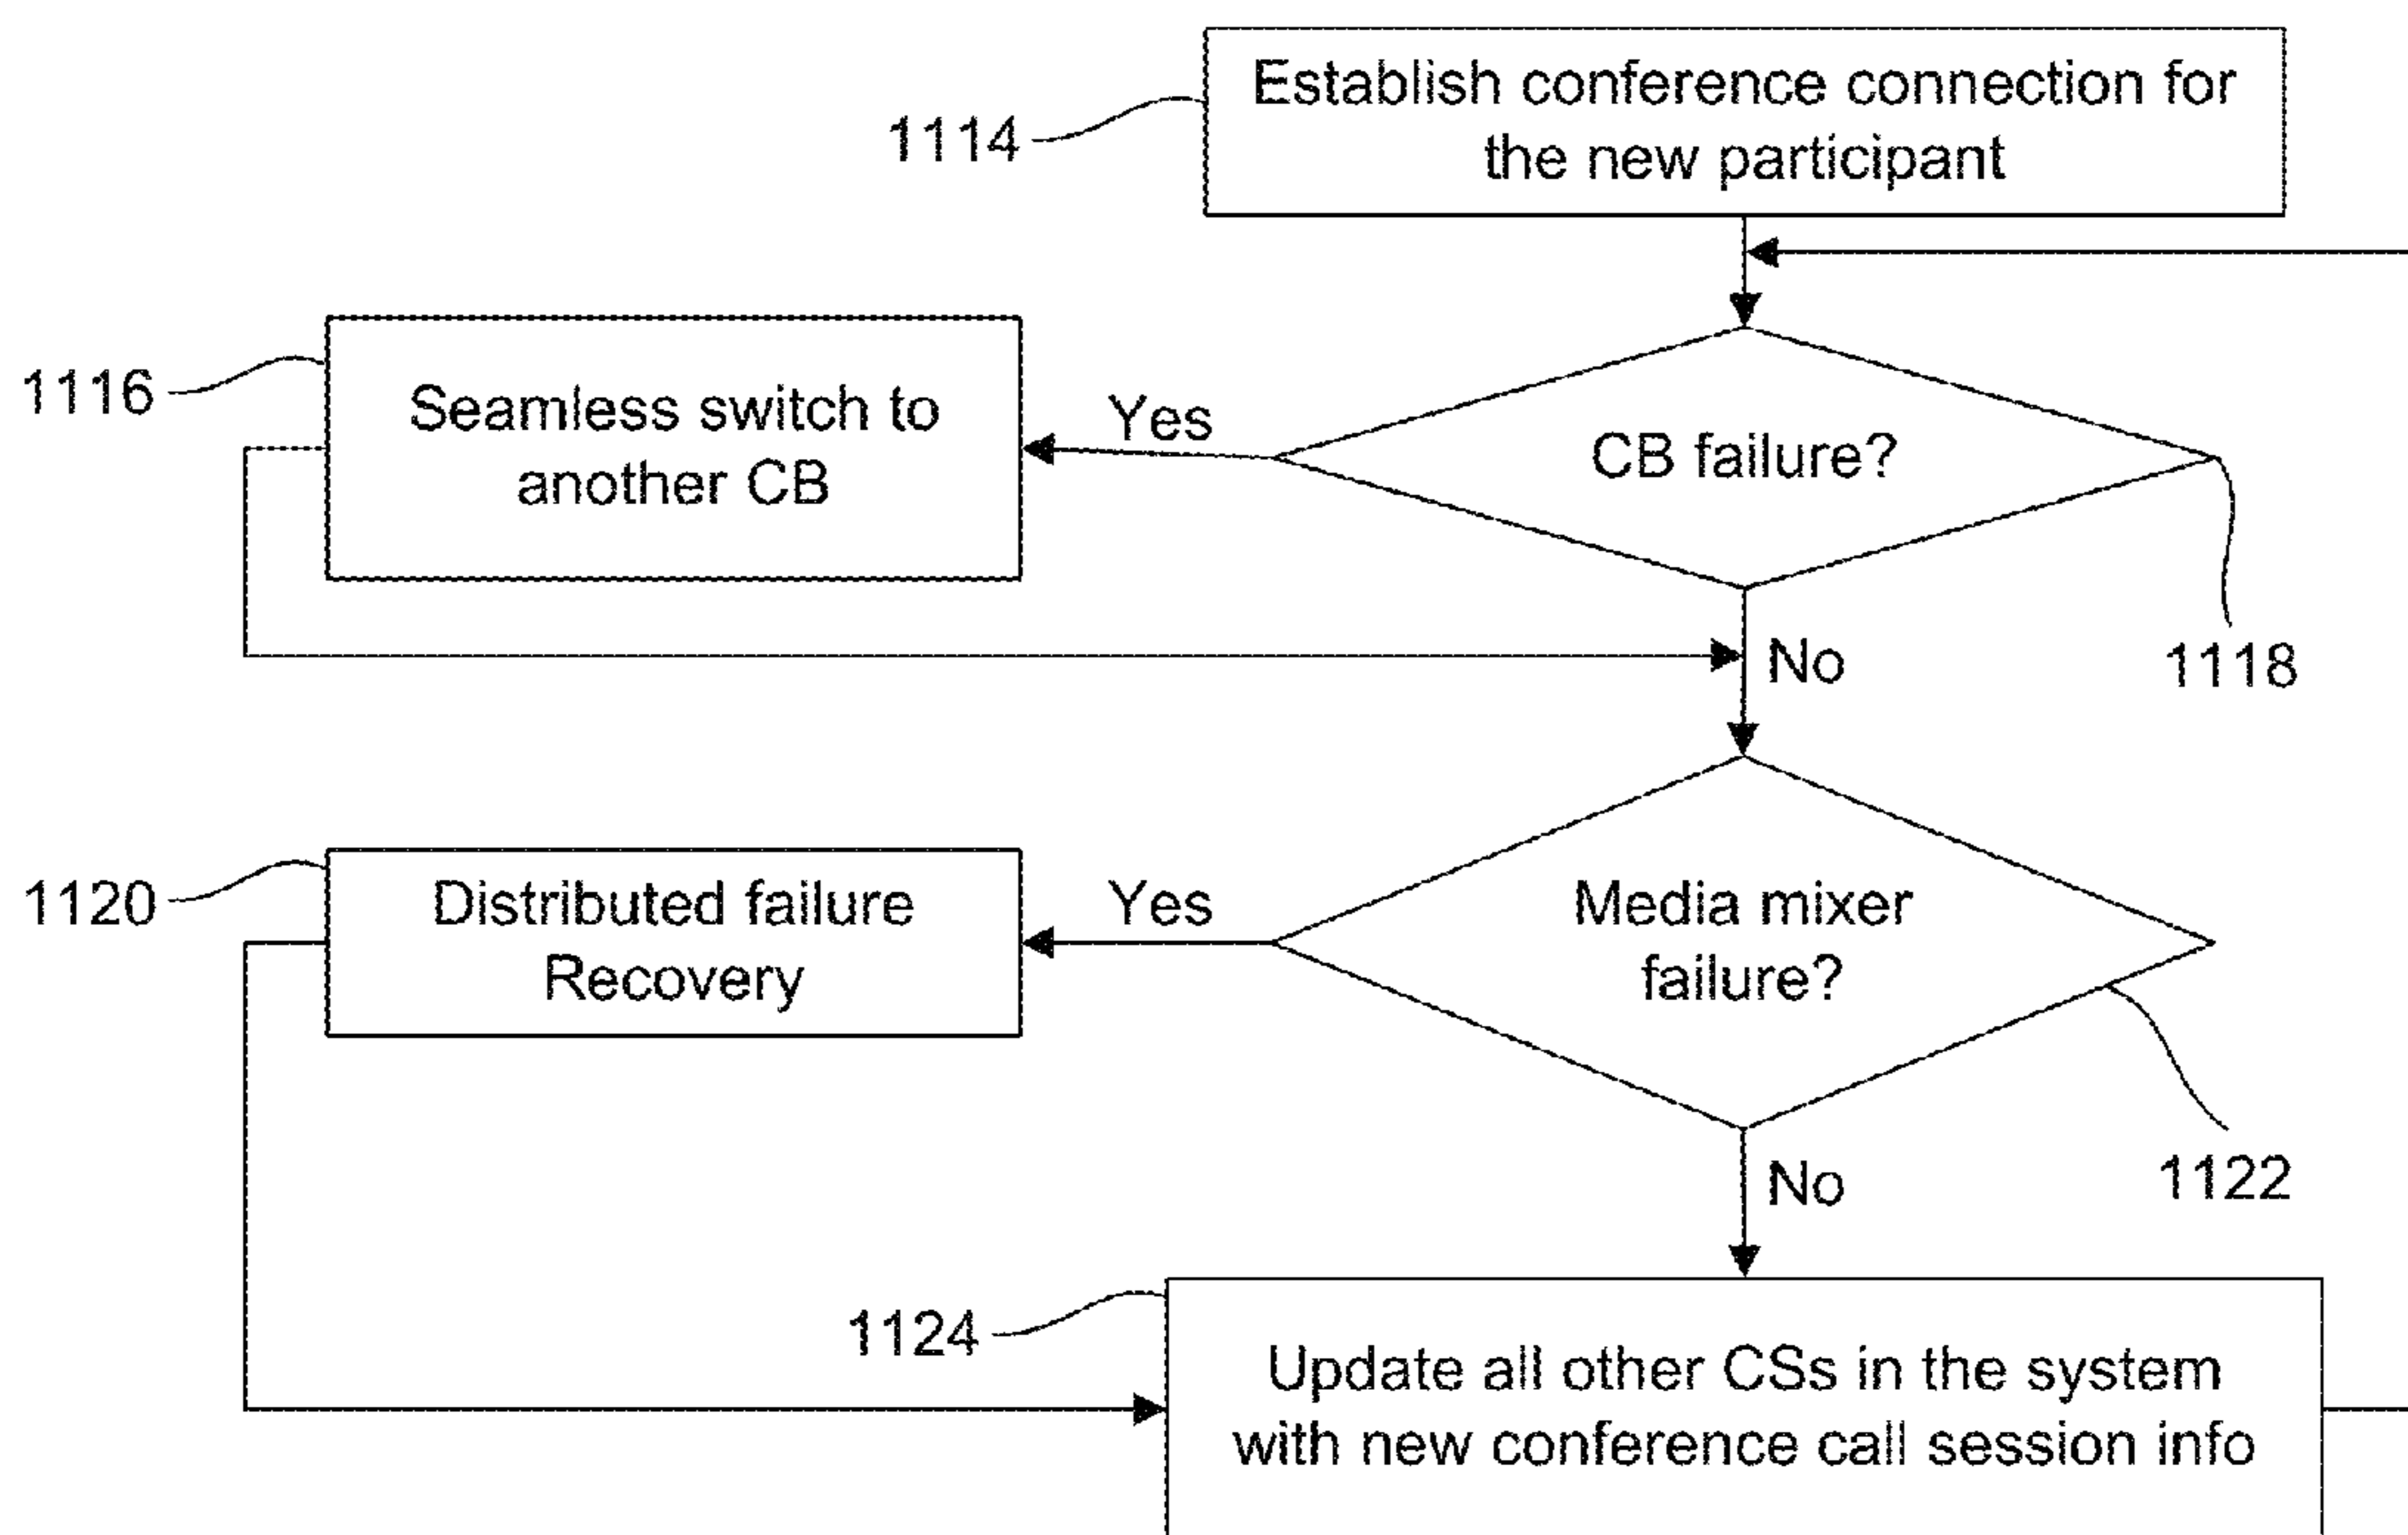 Establish conference connection for
the new participant
1114
1116
Seamless switch to
another CB
Yes
CB failure?
No
1118
1120
Distributed failure
Recovery
Yes
Media mixer
failure?
No
1122
1124
Update all other CSs in the system
with new conference call session info